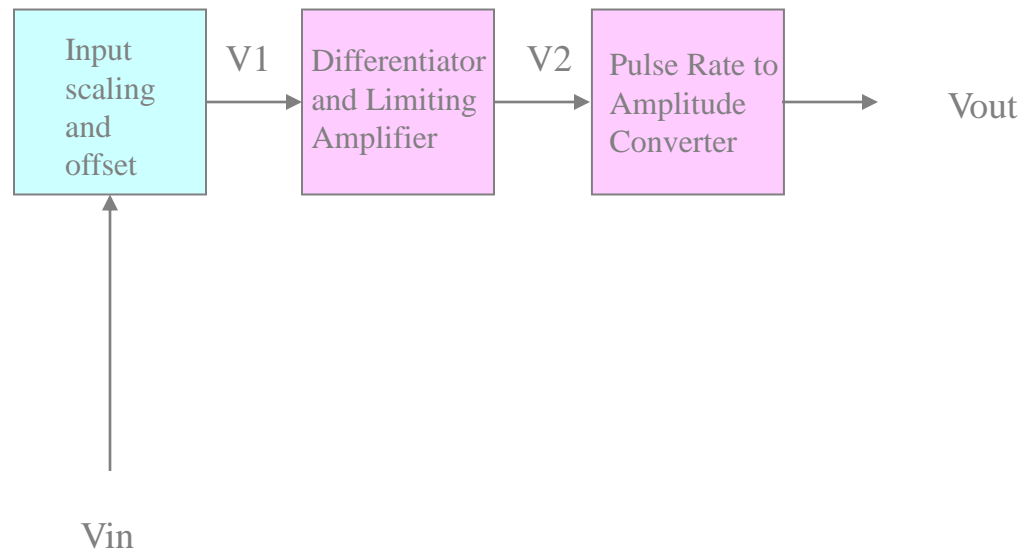 Input
scaling
and
offset
V1
Differentiator
and Limiting
Amplifier
V2
Pulse Rate to
Amplitude
Converter
Vout
Vin